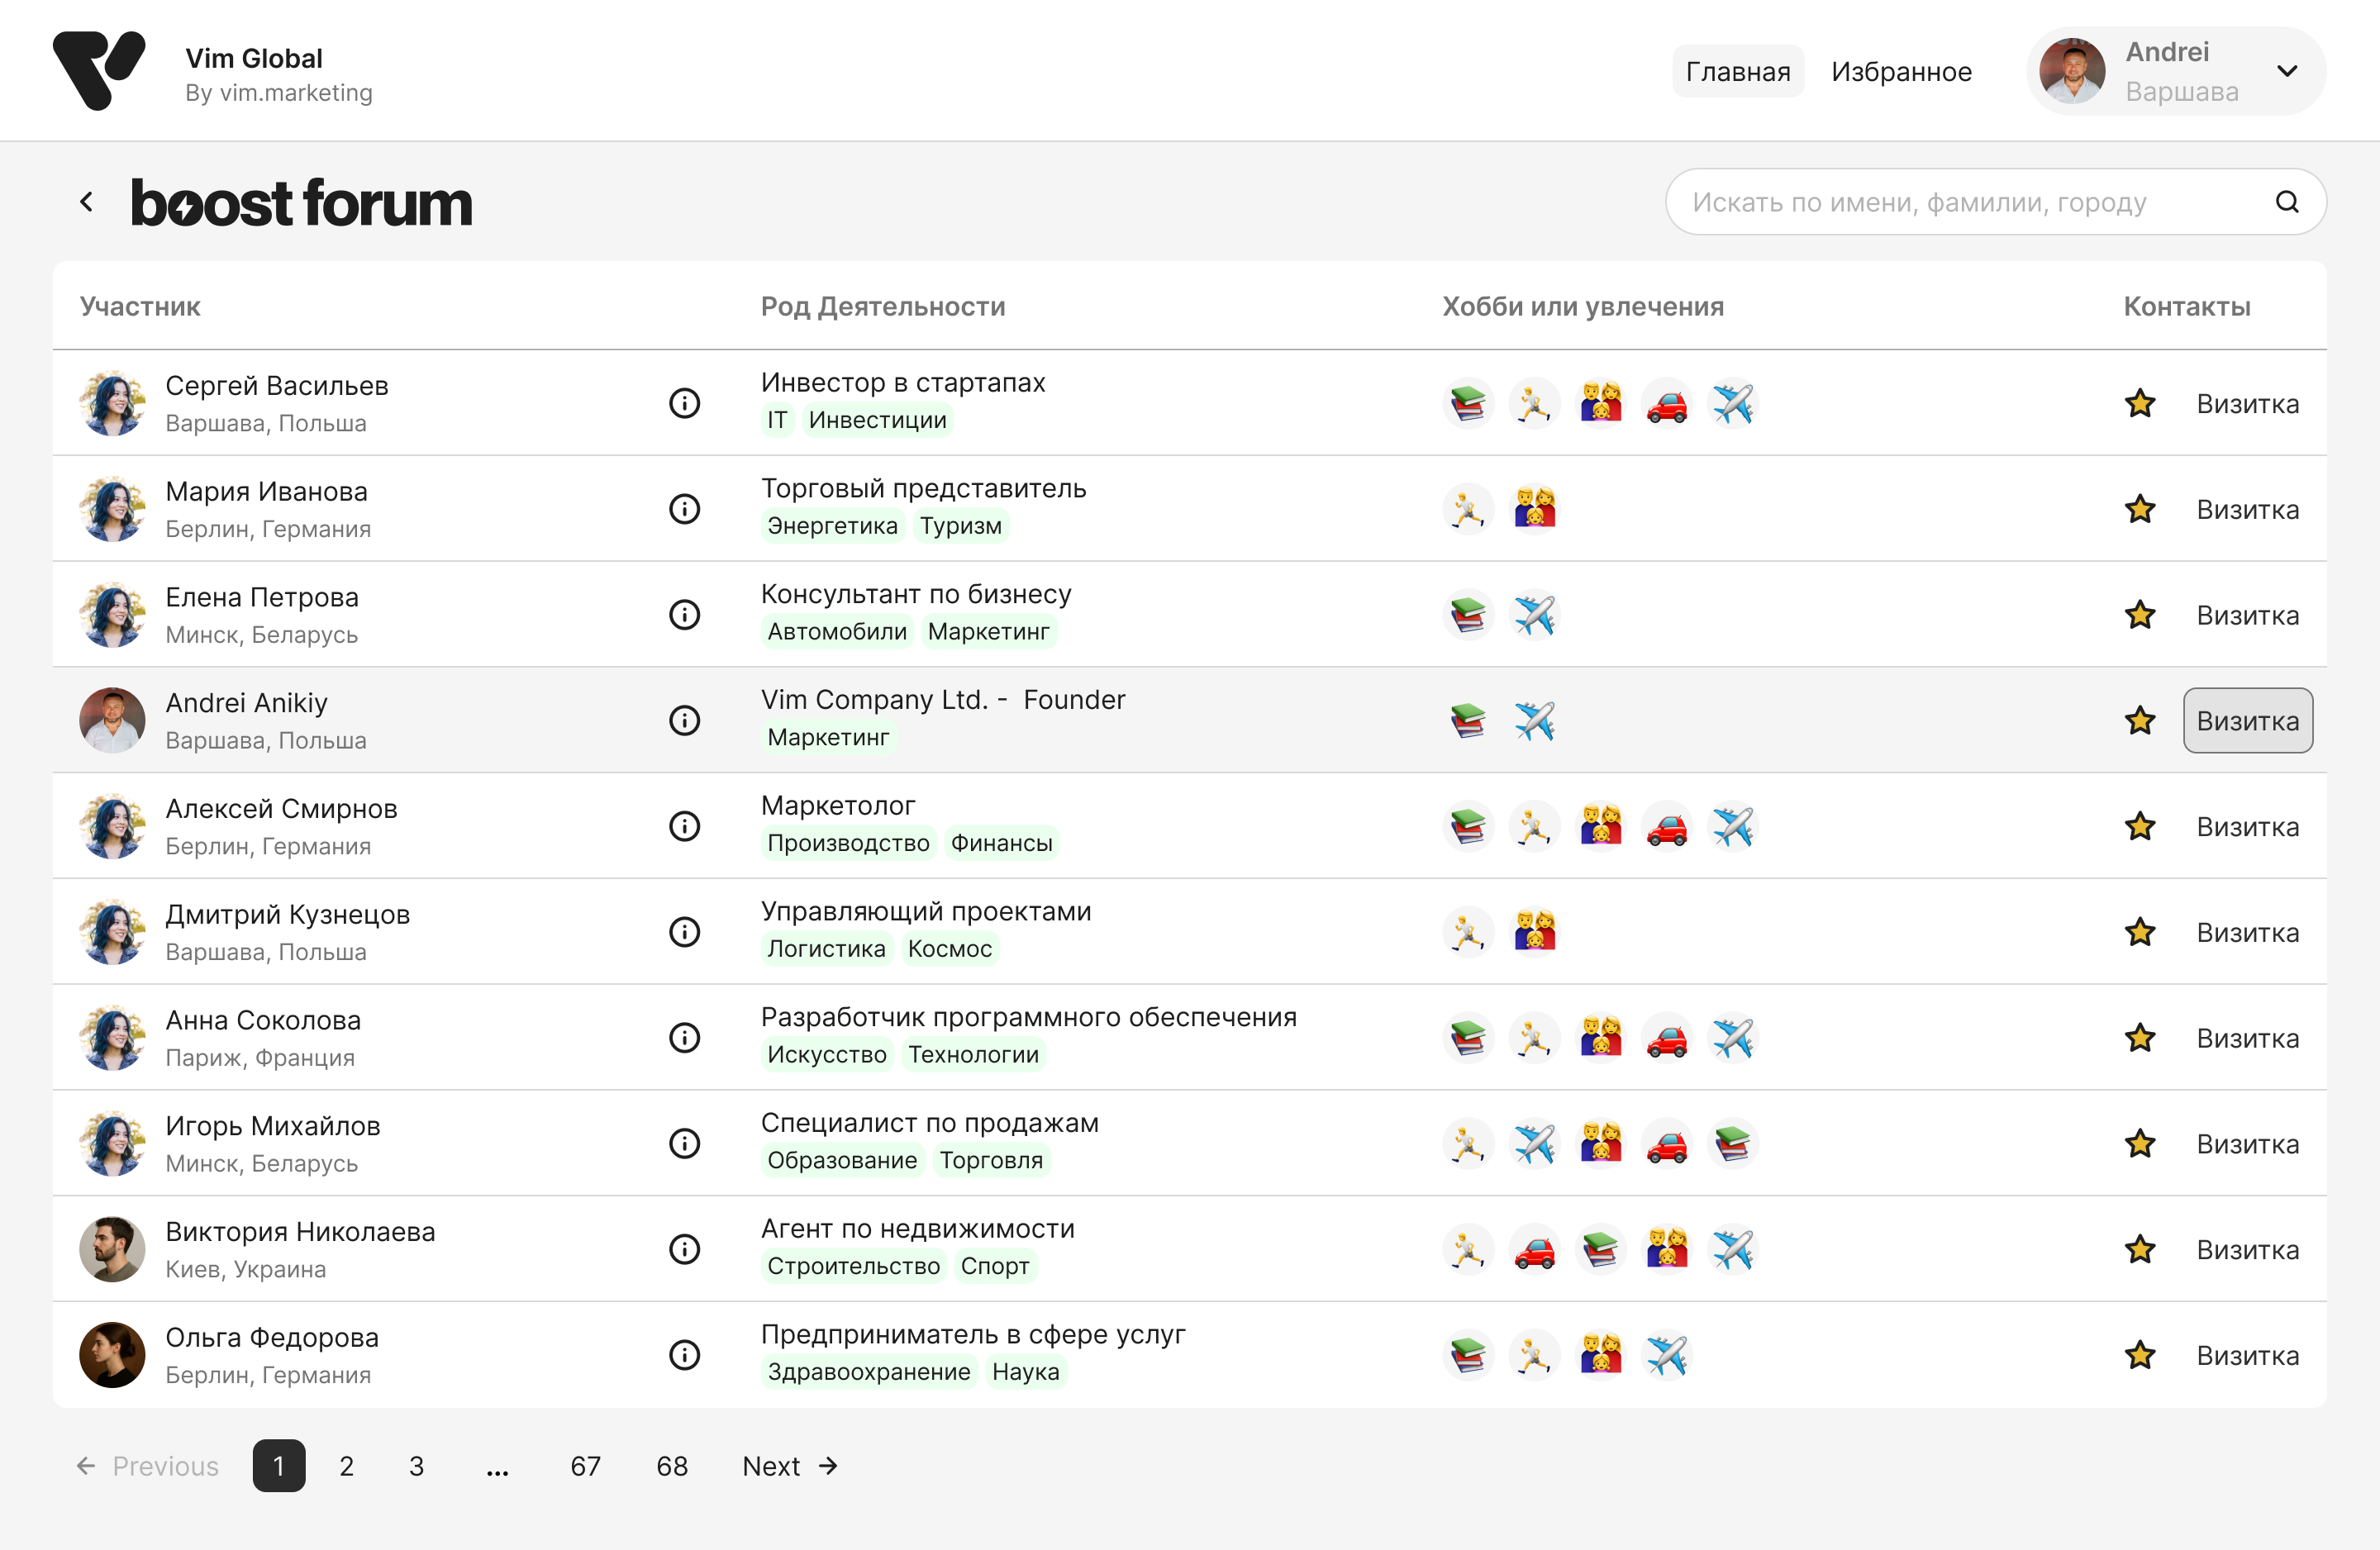 Vim Global
By vim.marketing
Главная
Избранное
Andrei
Варшава
boost forum
Искать по имени, фамилии, городу
Участник
Род Деятельности
Хобби или увлечения
Контакты
Сергей Васильев
Варшава, Польша
Инвестор в стартапах
IT Инвестиции
Визитка
Мария Иванова
Берлин, Германия
Торговый представитель
Энергетика Туризм
Визитка
Елена Петрова
Минск, Беларусь
Консультант по бизнесу
Автомобили Маркетинг
Визитка
Andrei Anikiy
Варшава, Польша
Vim Company Ltd. - Founder
Маркетинг
Визитка
Алексей Смирнов
Берлин, Германия
Маркетолог
Производство Финансы
Визитка
Дмитрий Кузнецов
Варшава, Польша
Управляющий проектами
Логистика Космос
Визитка
Анна Соколова
Париж, Франция
Разработчик программного обеспечения
Искусство Технологии
Визитка
Игорь Михайлов
Минск, Беларусь
Специалист по продажам
Образование Торговля
Визитка
Виктория Николаева
Киев, Украина
Агент по недвижимости
Строительство Спорт
Визитка
Ольга Федорова
Берлин, Германия
Предприниматель в сфере услуг
Здравоохранение Наука
Визитка
← Previous 1 2 3 ... 67 68 Next →